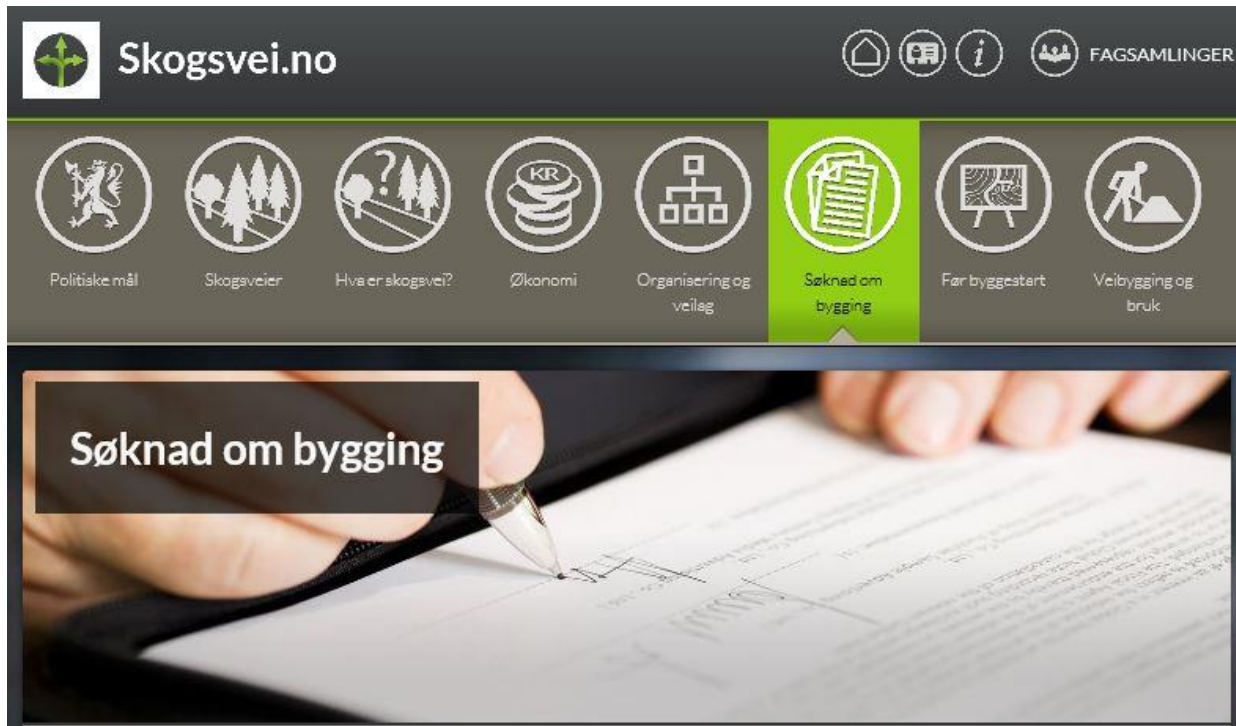 Skogsvei.no
FAGSAMLINGER
KR
?
Politiske mål
Skogsveier
Hva er skogsvei?
Økonomi
Organisering og
veilag
Søknad om
bygging
Før byggestart
Veibygging og
bruk
Søknad om bygging